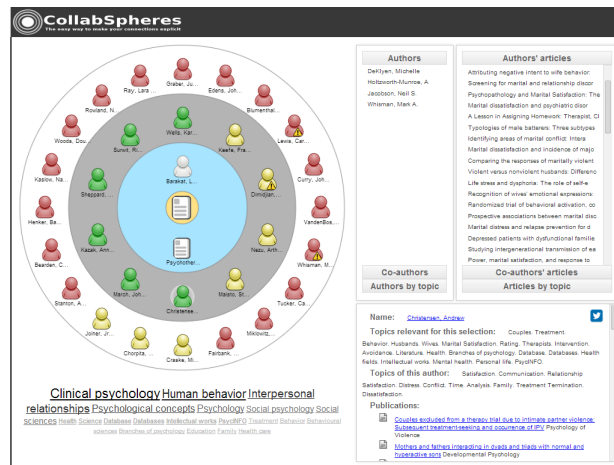 CollabSpheres
The easy way to make your connections explicit
Graber, Ju...
Ray, Lara ...
Edens, Joh...
Rowland, N...
Blumenthal...
Woods, Dou...
Wells, Kar...
Lewis, Car...
Sunvit, Ri...
Keefe, Fra...
Kaslow, Na...
Barakat, L...
Curry, Joh...
Sheppard, ...
Dimidjian, ...
Henker, Ba...
VandenBos,...
Kazak, Ann...
Psychother...
Nezu, Arth...
Bearden, C...
Whisman, M...
March, Joh...
Maisto, St...
Stanton, A...
Christense...
Tucker, Ca...
Joiner, Jr...
Miklowitz,...
Chorpita, ...
Craske, Mi...
Fairbank, ...
Clinical psychology Human behavior Interpersonal
relationships Psychological concepts Psychology Social psychology Social
sciences Health Science Database Databases Intellectual works PsycINFO Treatment Behavior Behavioural
sciences Branches of psychology Education Family Health care
Authors
DeKlyen, Michelle
Holtzworth-Munroe, A
Jacobson, Neil S.
Whisman, Mark A.
Co-authors
Authors by topic
Authors' articles
Attributing negative intent to wife behavior:
Screening for marital and relationship discor
Psychopathology and Marital Satisfaction: The
Marital dissatisfaction and psychiatric disor
A Lesson in Assigning Homework: Therapist, Cl
Typologies of male batterers: Three subtypes
Identifying areas of marital conflict: Intera
Marital dissatisfaction and incidence of majo
Comparing the responses of maritally violent
Violent versus nonviolent husbands: Differenc
Life stress and dysphoria: The role of self-e
Recognition of wives' emotional expressions:
Randomized trial of behavioral activation, co
Prospective associations between marital disc
Marital distress and relapse prevention for d
Depressed patients with dysfunctional familie
Studying intergenerational transmission of ea
Power, marital satisfaction, and response to
Co-authors' articles
Articles by topic
Name: Christensen, Andrew
Topics relevant for this selection: Couples. Treatment.
Behavior. Husbands. Wives. Marital Satisfaction. Rating. Therapists. Intervention.
Avoidance. Literature. Health. Branches of psychology. Database. Databases. Health
fields. Intellectual works. Mental health. Personal life. PsycINFO.
Topics of this author: Satisfaction. Communication. Relationship
Satisfaction. Distress. Conflict. Time. Analysis. Family. Treatment Termination.
Dissatisfaction.
Publications:
Couples excluded from a therapy trial due to intimate partner violence:
Subsequent treatment-seeking and occurrence of IPV Psychology of
Violence
Mothers and fathers interacting in dyads and triads with normal and
hyperactive sons Developmental Psychology